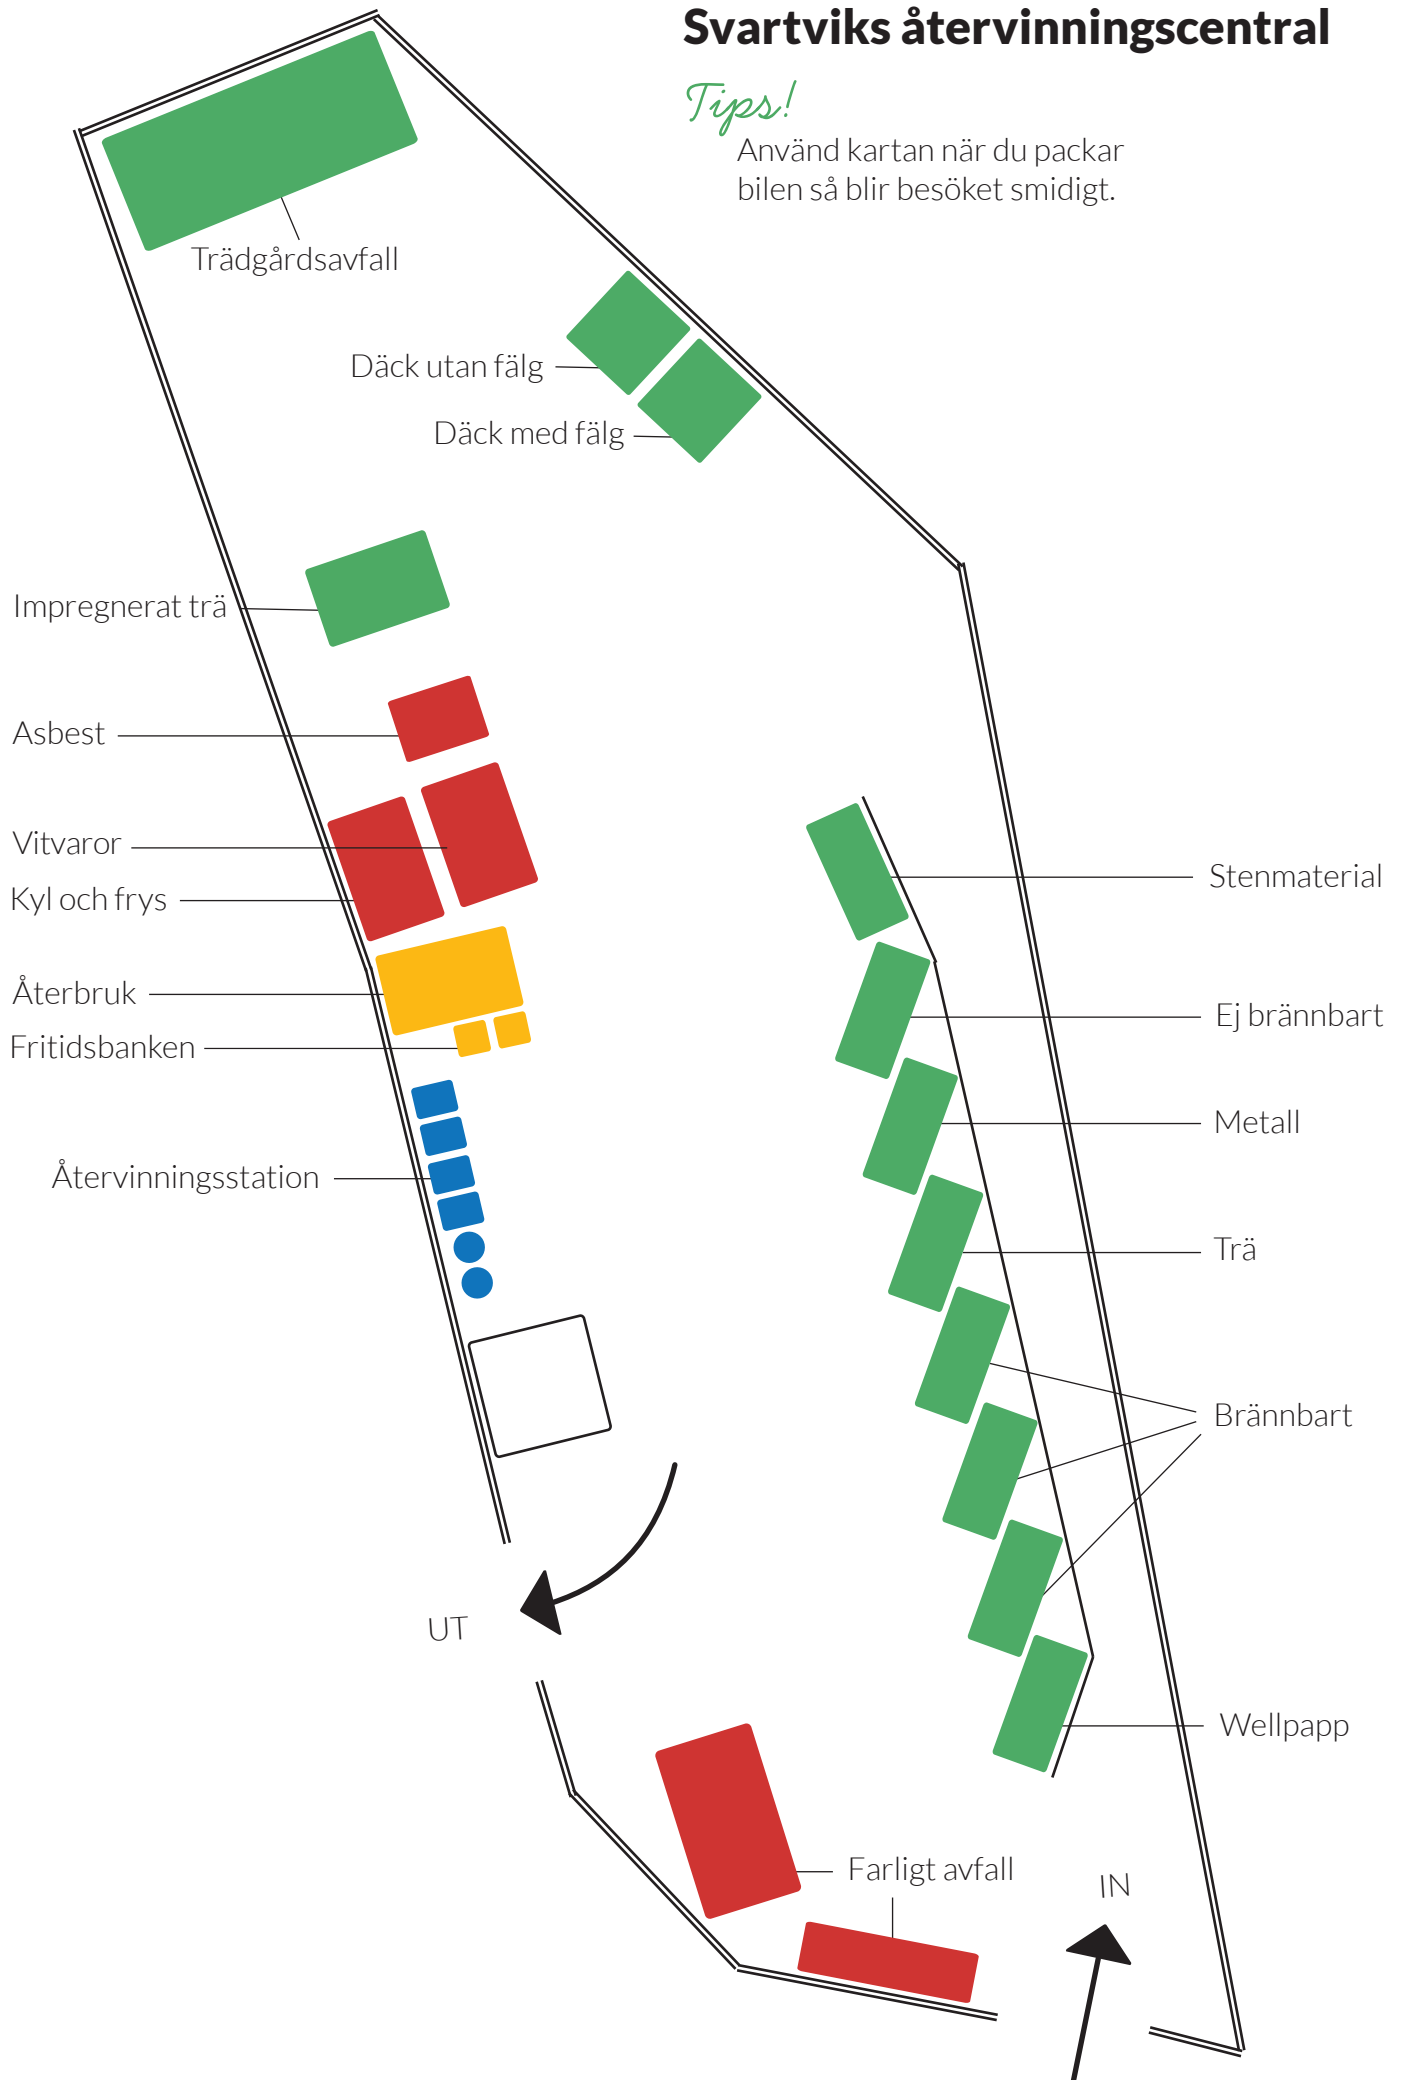 Svartviks återvinningscentral
Tips!
Använd kartan när du packar
bilen så blir besöket smidigt.
Trädgårdsavfall
Däck utan fälg
Däck med fälg
Impregnerat trä
Asbest
Vitvaror
Kyl och frys
Återbruk
Fritidsbanken
Återvinningsstation
Stenmaterial
Ej brännbart
Metall
Trä
Brännbart
UT
Wellpapp
Farligt avfall
IN